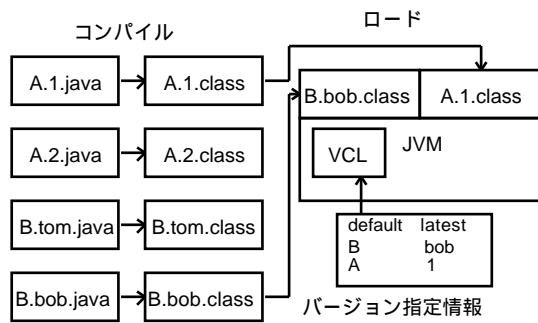 コンパイル
ロード
A.1.java
A.1.class
B.bob.class
A.1.class
A.2.java
A.2.class
VCL
JVM
B.tom.java
B.tom.class
default latest
B bob
A 1
B.bob.java
B.bob.class
バージョン指定情報